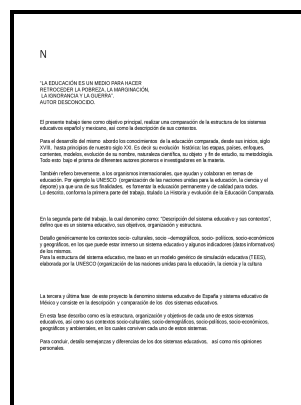 N
"LA EDUCACIÓN ES UN MEDIO PARA HACER
RETROCEDER LA POBREZA, LA MARGINACIÓN,
LA IGNORANCIA Y LA GUERRA".
AUTOR DESCONOCIDO.
El presente trabajo tiene como objetivo principal, realizar una comparación de la estructura de los sistemas
educativos español y mexicano, así como la descripción de sus contextos.
Para el desarrollo del mismo abordo los conocimientos de la educación comparada, desde sus inicios, siglo
XVIII, hasta principios de nuestro siglo XXI. Es decir su evolución histórica: las etapas, países, enfoques,
corrientes, modelos, evolución de su nombre, naturaleza científica, su objeto y fin de estudio, su metodología.
Todo esto bajo el prisma de diferentes autores pioneros e investigadores en la materia.
También refiero brevemente, a los organismos internacionales, que ayudan y colaboran en temas de
educación. Por ejemplo la UNESCO (organización de las naciones unidas para la educación, la ciencia y el
deporte) ya que una de sus finalidades, es fomentar la educación permanente y de calidad para todos.
Lo descrito, conforma la primera parte del trabajo, titulado La Historia y evolución de la Educación Comparada.
En la segunda parte del trabajo, la cual denomino como: "Descripción del sistema educativo y sus contextos",
defino que es un sistema educativo, sus objetivos, organización y estructura.
Detallo genéricamente los contextos socio -culturales, socio -demográficos, socio- políticos, socio-económicos
y geográficos, en los que puede estar inmerso un sistema educativo y algunos indicadores (datos informativos)
de los mismos.
Para la estructura del sistema educativo, me baso en un modelo genérico de simulación educativa (TEES),
elaborada por la UNESCO (organización de las naciones unidas para la educación, la ciencia y la cultura
La tercera y última fase de este proyecto la denomino sistema educativo de España y sistema educativo de
México y consiste en la descripción y comparación de los dos sistemas educativos.
En esta fase describo como es la estructura, organización y objetivos de cada uno de estos sistemas
educativos, así como sus contextos socio-culturales, socio-demográficos, socio-políticos, socio-económicos,
geográficos y ambientales, en los cuales conviven cada uno de estos sistemas.
Para concluir, detallo semejanzas y diferencias de los dos sistemas educativos, así como mis opiniones
personales.